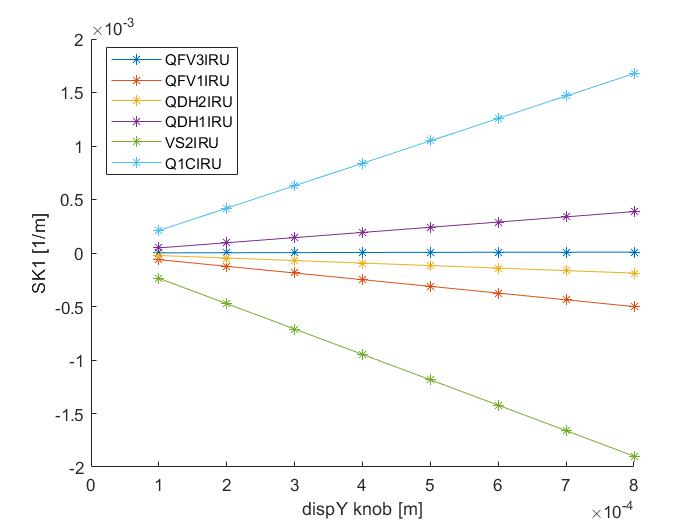 ×10⁻³
2
1.5
1
0.5
0
-0.5
-1
-1.5
-2
SK1 [1/m]
QFV3IRU
QFV1IRU
QDH2IRU
QDH1IRU
VS2IRU
Q1CIRU
0 1 2 3 4 5 6 7 8
dispY knob [m]
×10⁻⁴